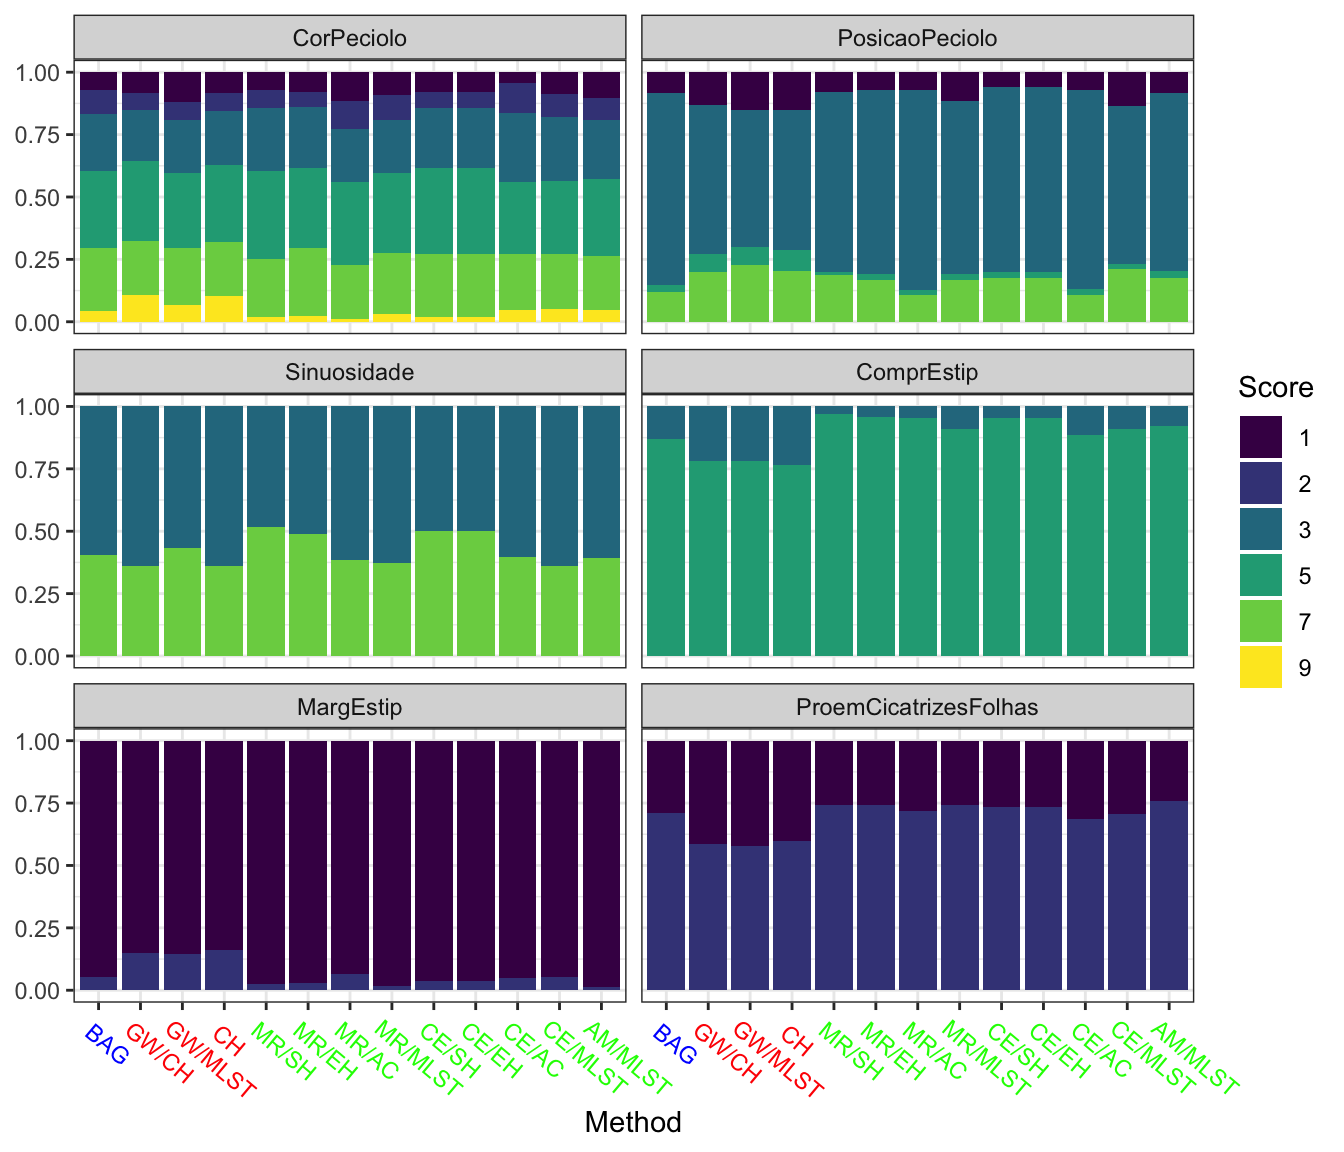 CorPeciolo
PosicaoPeciolo
1.00
0.75
0.50
0.25
0.00
Sinuosidade
ComprEstip
1.00
0.75
0.50
0.25
0.00
MargEstip
ProemCicatrizesFolhas
1.00
0.75
0.50
0.25
0.00
BAG
GW/CH
GW/MLST
CH
MR/SH
MR/EH
MR/AC
MR/MLST
CE/SH
CE/EH
CE/AC
CE/MLST
AM/MLST
BAG
GW/CH
GW/MLST
CH
MR/SH
MR/EH
MR/AC
MR/MLST
CE/SH
CE/EH
CE/AC
CE/MLST
AM/MLST
Method
Score
1
2
3
5
7
9